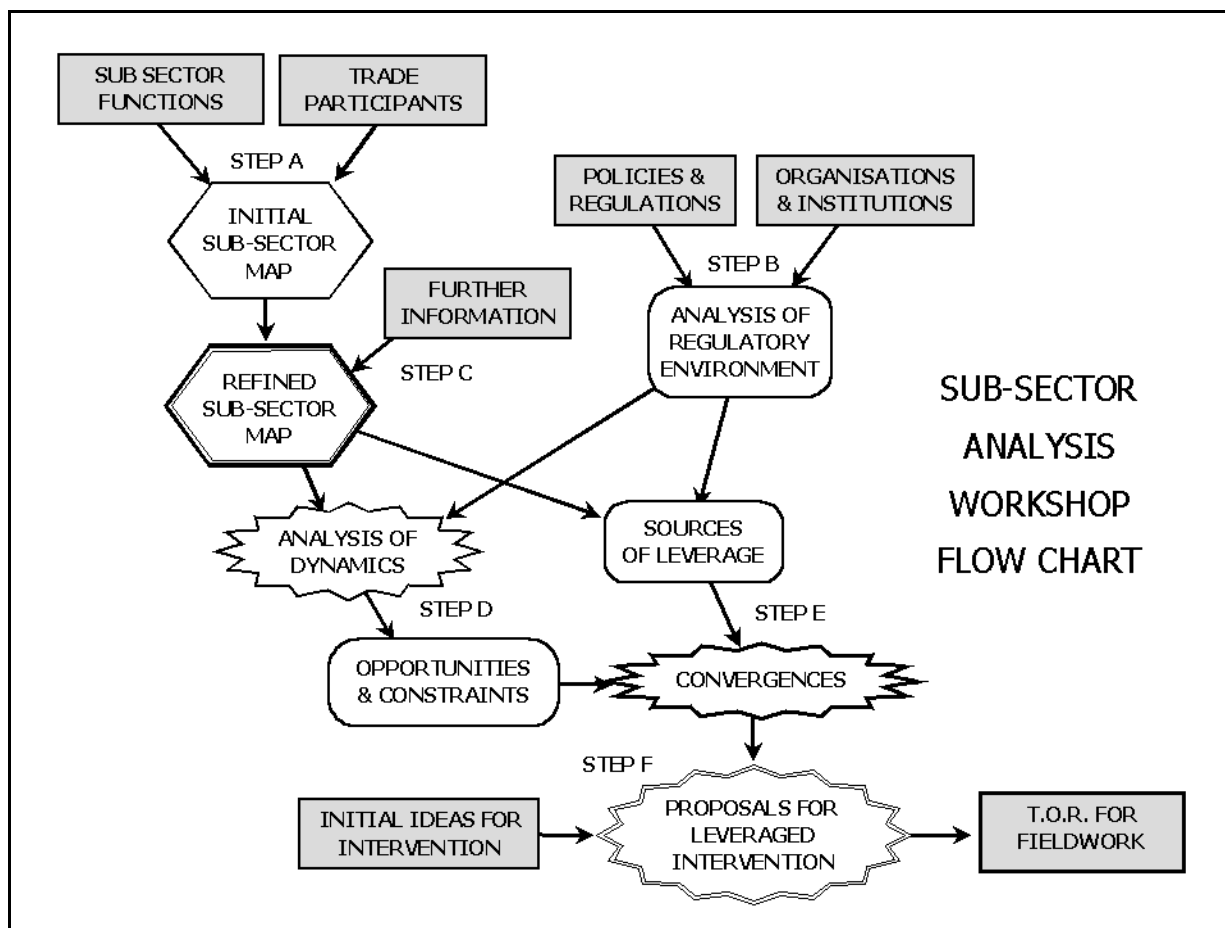 SUB SECTOR
FUNCTIONS
TRADE
PARTICIPANTS
STEP A
INITIAL
SUB-SECTOR
MAP
POLICIES &
REGULATIONS
ORGANISATIONS
& INSTITUTIONS
STEP B
FURTHER
INFORMATION
ANALYSIS OF
REGULATORY
ENVIRONMENT
STEP C
REFINED
SUB-SECTOR
MAP
SUB-SECTOR
ANALYSIS
WORKSHOP
FLOW CHART
ANALYSIS OF
DYNAMICS
SOURCES
OF LEVERAGE
STEP D
STEP E
OPPORTUNITIES
& CONSTRAINTS
CONVERGENCES
STEP F
INITIAL IDEAS FOR
INTERVENTION
PROPOSALS FOR
LEVERAGED
INTERVENTION
T.O.R. FOR
FIELDWORK